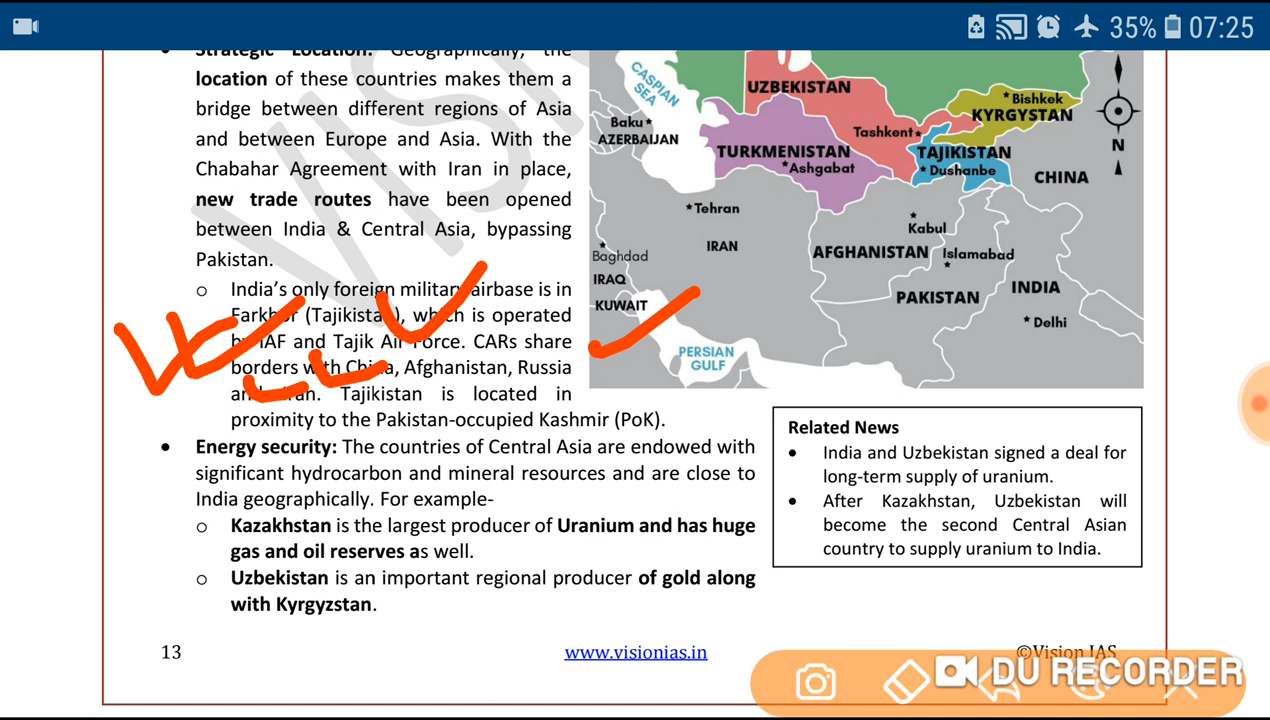 35% 07:25
Strategic Location: Geographically, the
location of these countries makes them a
bridge between different regions of Asia
and between Europe and Asia. With the
Chabahar Agreement with Iran in place,
new trade routes have been opened
between India & Central Asia, bypassing
Pakistan.
o India's only foreign military airbase is in
Farkhor (Tajikistan), which is operated
by IAF and Tajik Air Force. CARs share
borders with China, Afghanistan, Russia
and Iran. Tajikistan is located in
proximity to the Pakistan-occupied Kashmir (PoK).
• Energy security: The countries of Central Asia are endowed with
significant hydrocarbon and mineral resources and are close to
India geographically. For example-
o Kazakhstan is the largest producer of Uranium and has huge
gas and oil reserves as well.
o Uzbekistan is an important regional producer of gold along
with Kyrgyzstan.
CASPIAN
SEA
UZBEKISTAN
Bishkek
KYRGYSTAN
Baku
AZERBAIJAN
Tashkent
TURKMENISTAN
Ashgabat
TAJIKISTAN
Dushanbe
N
CHINA
Tehran
IRAN
Kabul
AFGHANISTAN
Islamabad
Baghdad
IRAQ
KUWAIT
PAKISTAN
INDIA
Delhi
PERSIAN
GULF
Related News
• India and Uzbekistan signed a deal for
long-term supply of uranium.
• After Kazakhstan, Uzbekistan will
become the second Central Asian
country to supply uranium to India.
13
www.visionias.in
©Vision IAS
DU RECORDER